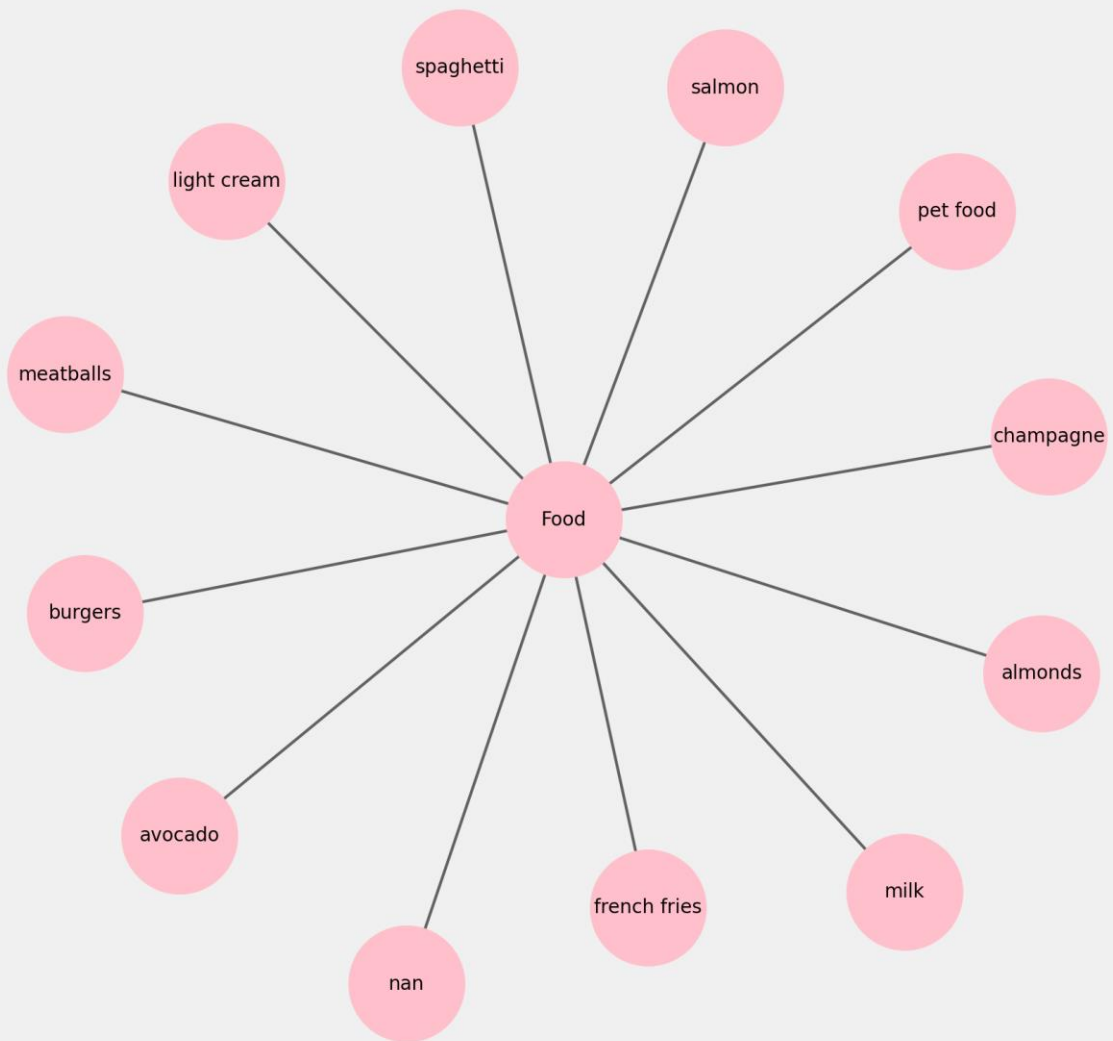 spaghetti
salmon
light cream
pet food
meatballs
champagne
Food
burgers
almonds
avocado
milk
french fries
nan